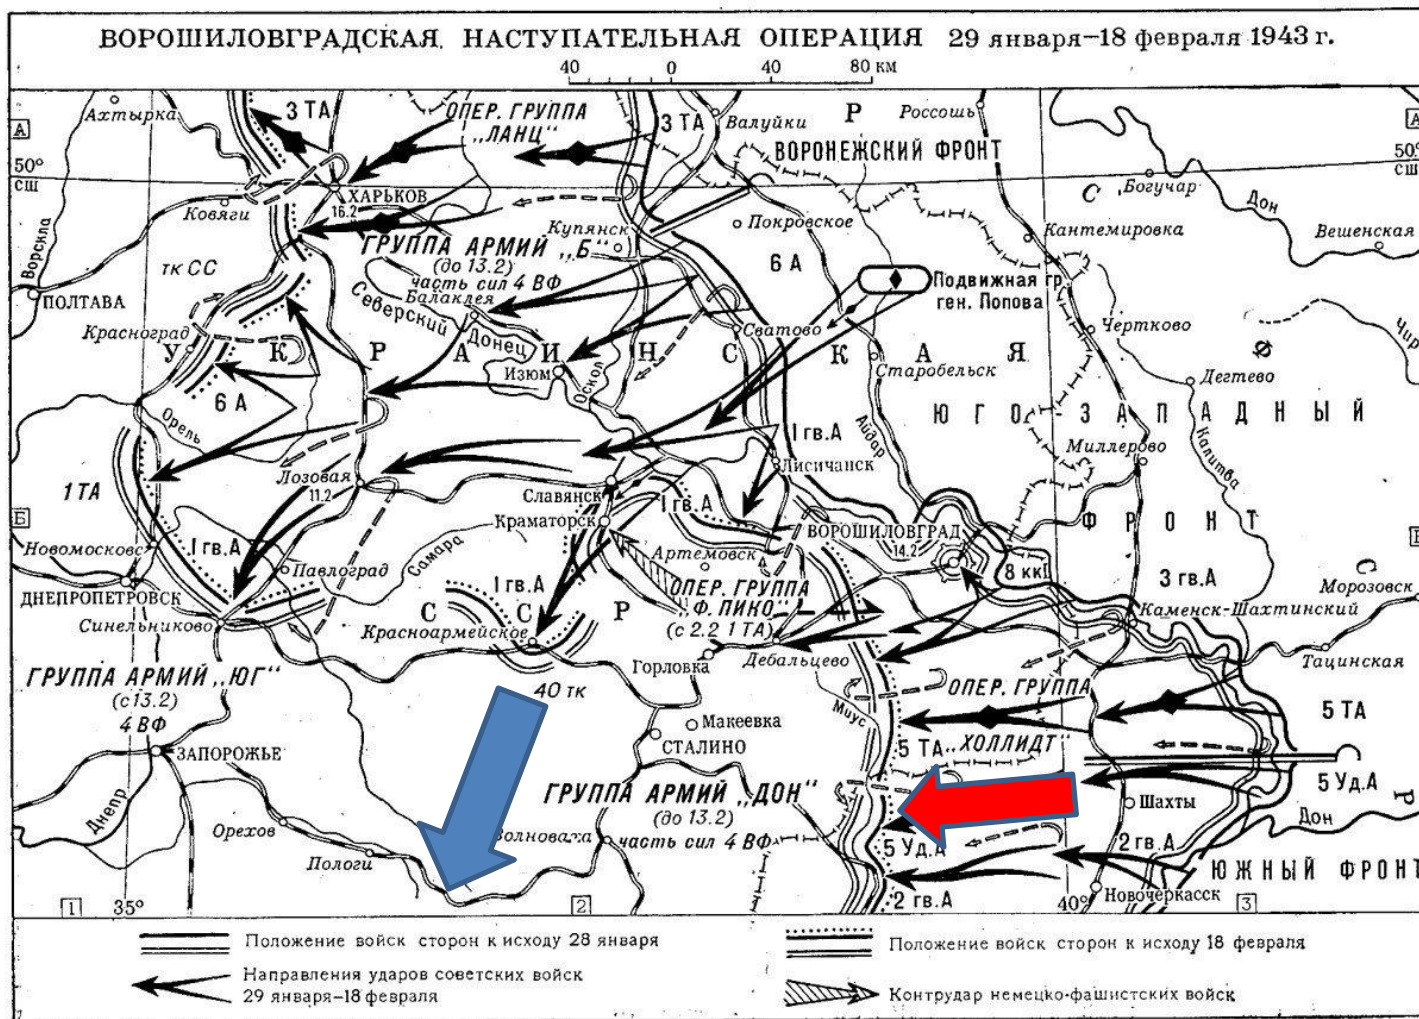 ВОРОШИЛОВГРАДСКАЯ НАСТУПАТЕЛЬНАЯ ОПЕРАЦИЯ 29 января–18 февраля 1943 г.
40 0 40 80 км
Ахтырка
3 ТА
ОПЕР. ГРУППА
„ЛАНЦ“
3 ТА
Валуйки
Р
Россошь
А
А
50°
СШ
ВОРОНЕЖСКИЙ ФРОНТ
50°
СШ
ХАРЬКОВ
16.2
Ковяги
С
Богучар
Дон
Ворскла
Купянск
Покровское
Кантемировка
Вешенская
ГРУППА АРМИЙ „Б“
(до 13.2)
часть сил 4 ВФ
тк СС
6 А
Подвижная гр.
ген. Попова
ПОЛТАВА
Балаклея
Северский
Донец
Красноград
Сватово
Чертково
Чир
У К Р А И Н С К А Я
Изюм
Оскол
Старобельск
Дегтево
Ф
6 А
Орель
ЮГО-ЗАПАДНЫЙ
1 гв.А
Айдар
Миллерово
Калитва
1 ТА
Лозовая
11.2
Лисичанск
Славянск
1 гв.А
Краматорск
Б
ФРОНТ
ВОРОШИЛОВГРАД
14.2
Новомосковс
1 гв.А
Самара
Артемовск
Павлоград
8 кк
3 гв.А
С
Морозовск
ДНЕПРОПЕТРОВСК
1 гв.А
ОПЕР. ГРУППА
„Ф. ПИКО“
(с 2.2 1 ТА)
Каменск-Шахтинский
Синельниково
С С Р
Красноармейское
Горловка
Дебальцево
Тацинская
ГРУППА АРМИЙ „ЮГ“
(с 13.2)
4 ВФ
40 тк
ОПЕР. ГРУППА
„ХОЛЛИДТ“
Миус
Макеевка
СТАЛИНО
5 ТА
5 ТА
ЗАПОРОЖЬЕ
Днепр
ГРУППА АРМИЙ „ДОН“
(до 13.2)
часть сил 4 ВФ
5 Уд.А
Шахты
Р
Дон
Орехов
Пологи
5 Уд.А
2 гв.А
ЮЖНЫЙ ФРОНТ
2 гв.А
Новочеркасск
1
35°
2
40°
3
Положение войск сторон к исходу 28 января
Положение войск сторон к исходу 18 февраля
Направления ударов советских войск
29 января–18 февраля
Контрудар немецко-фашистских войск